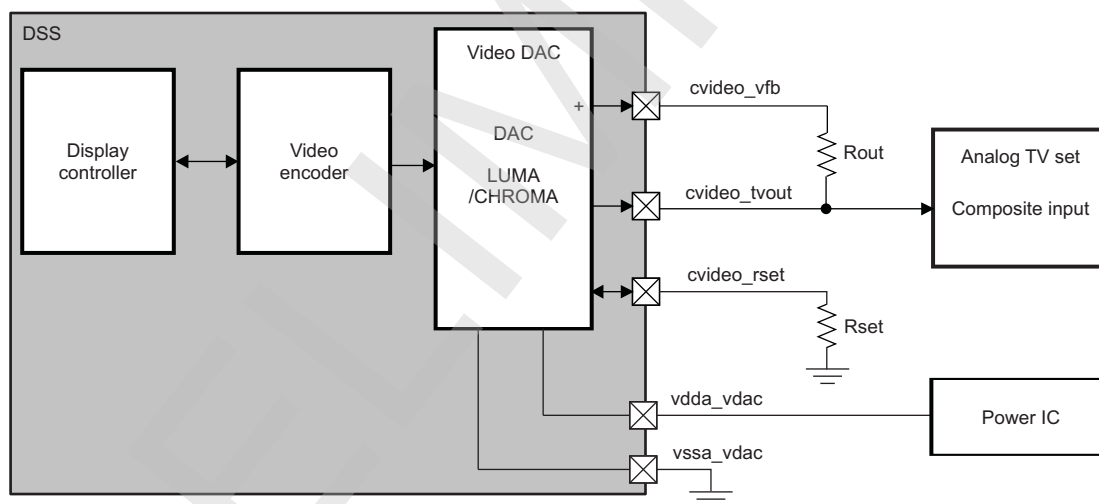 DSS
Display
controller
Video
encoder
Video DAC
+
DAC
LUMA
/CHROMA
cvideo_vfb
Rout
cvideo_tvout
cvideo_rset
Rset
vdda_vdac
vssa_vdac
Analog TV set
Composite input
Power IC